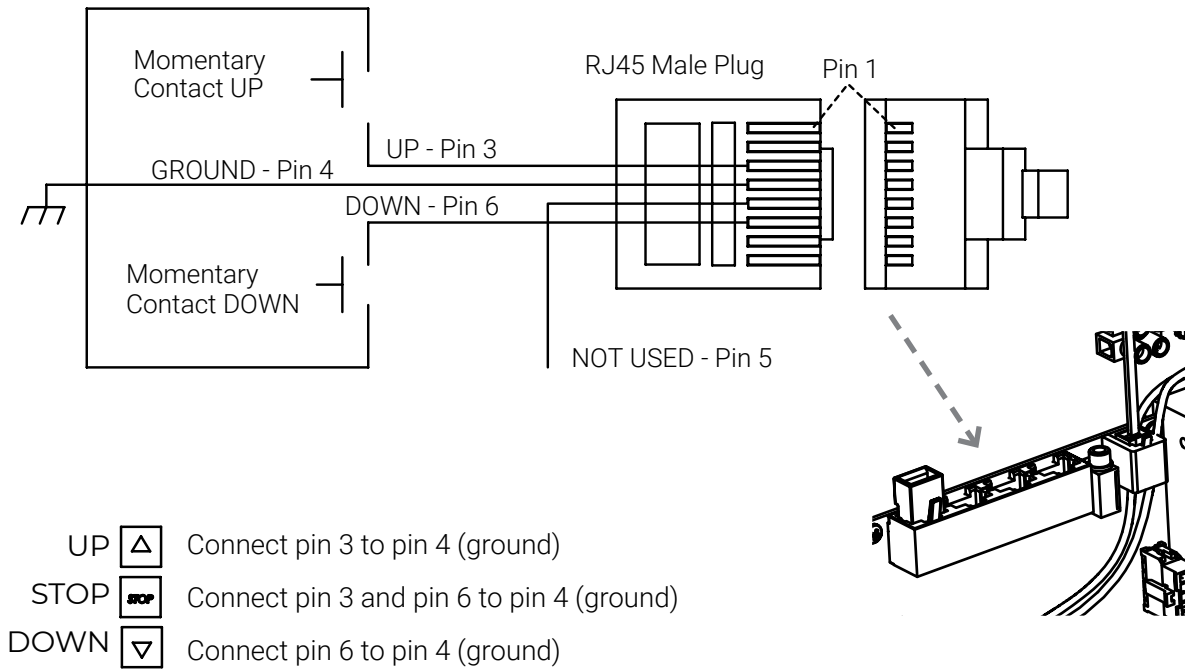 Momentary
Contact UP
RJ45 Male Plug
Pin 1
UP - Pin 3
GROUND - Pin 4
DOWN - Pin 6
Momentary
Contact DOWN
NOT USED - Pin 5
UP Connect pin 3 to pin 4 (ground)
STOP STOP Connect pin 3 and pin 6 to pin 4 (ground)
DOWN Connect pin 6 to pin 4 (ground)